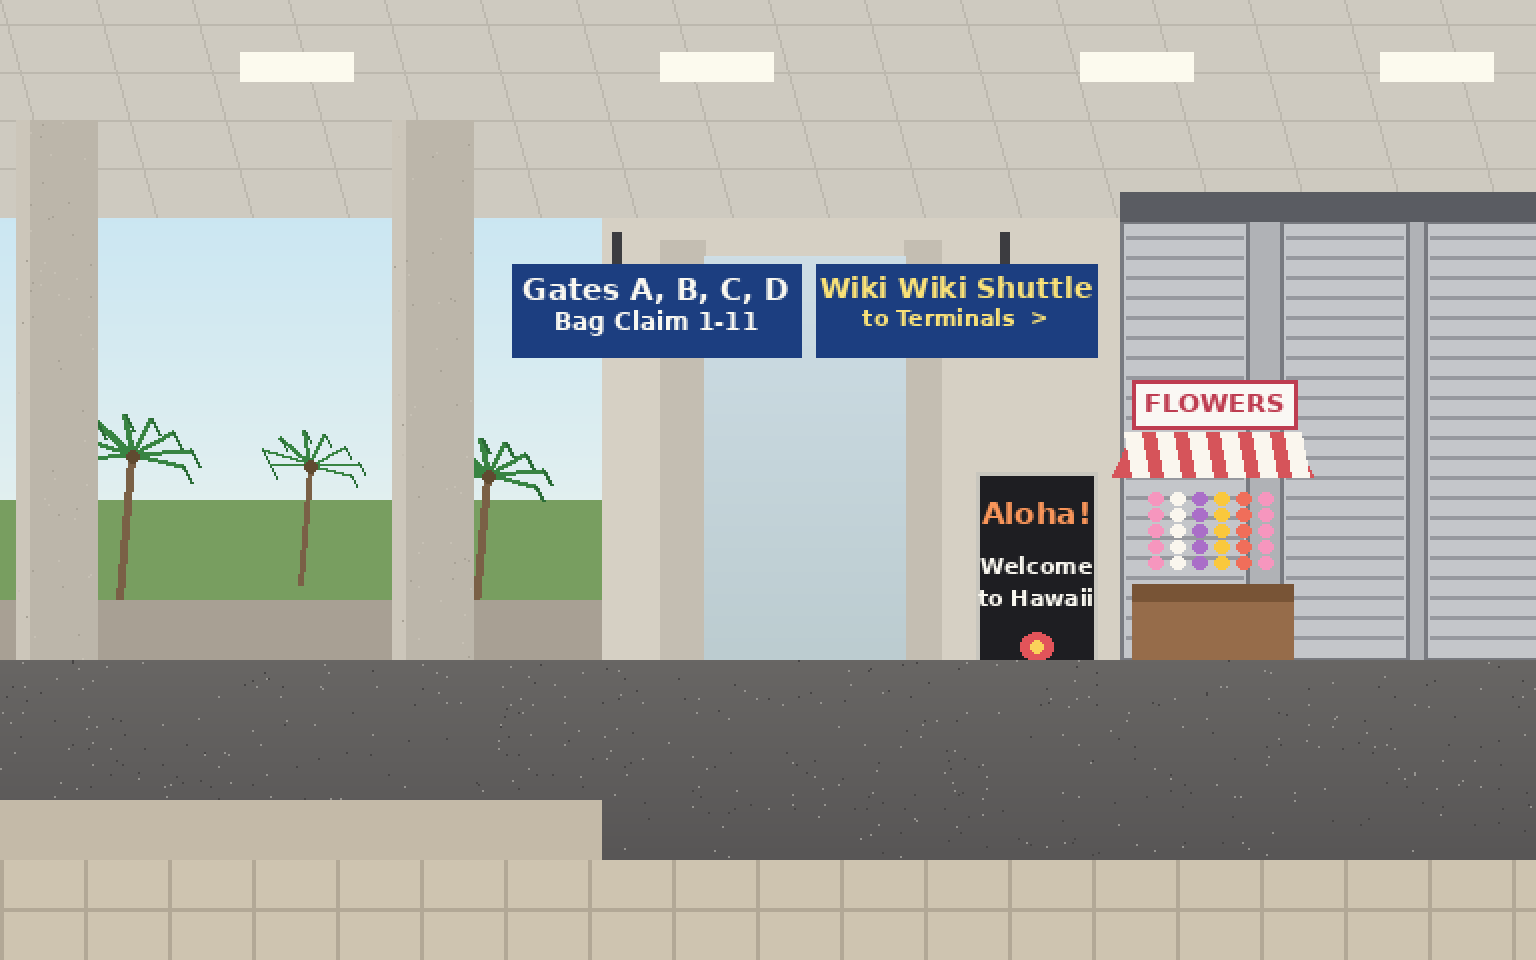 Gates A, B, C, D
Bag Claim 1-11
Wiki Wiki Shuttle
to Terminals >
FLOWERS
Aloha!
Welcome
to Hawaii